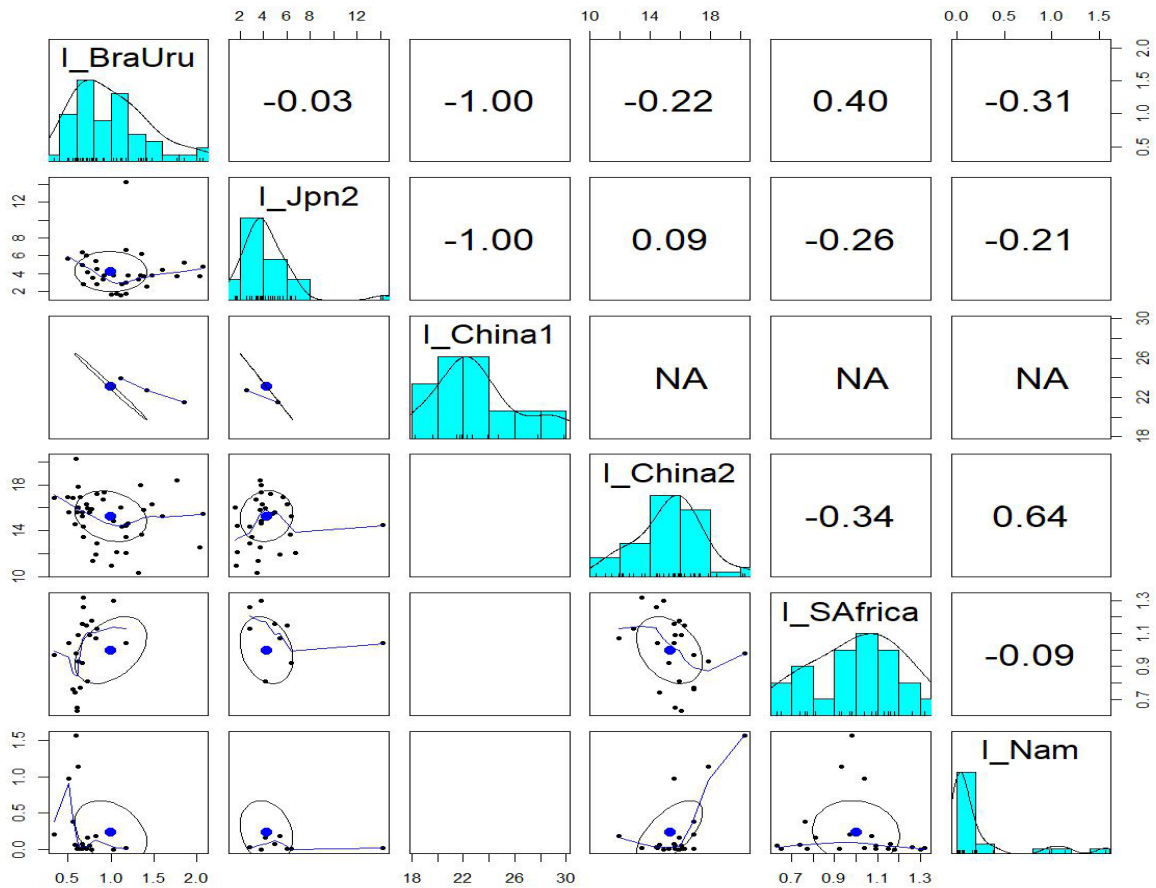 2 4 6 8 12
10 14 18
0.0 0.5 1.0 1.5
I_BraUru
-0.03
-1.00
-0.22
0.40
-0.31
0.5 1.0 1.5 2.0
2 4 6 8 12
I_Jpn2
-1.00
0.09
-0.26
-0.21
I_China1
NA
NA
NA
18 22 26 30
10 14 18
I_China2
-0.34
0.64
I_SAfrica
-0.09
0.7 0.9 1.1 1.3
0.0 0.5 1.0 1.5
I_Nam
0.5 1.0 1.5 2.0
18 22 26 30
0.7 0.9 1.1 1.3